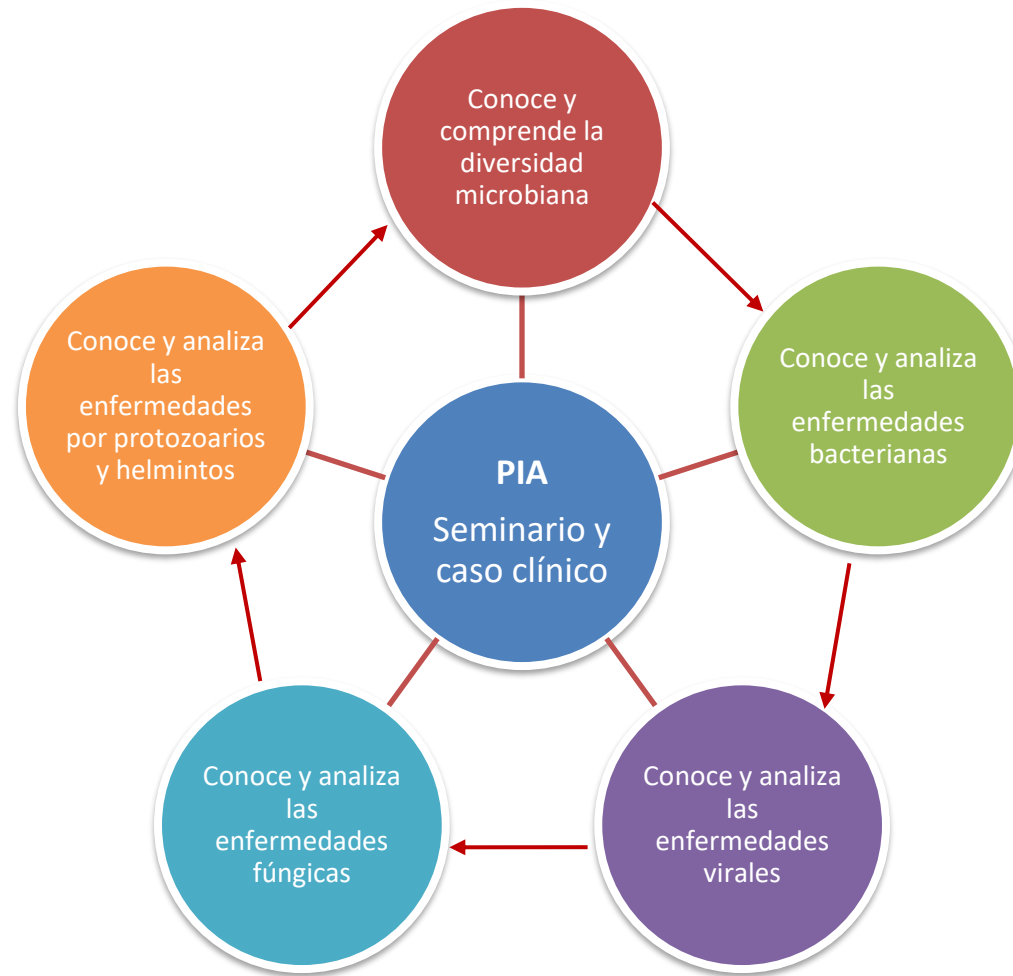 Conoce y
comprende la
diversidad
microbiana
Conoce y analiza
las
enfermedades
bacterianas
Conoce y analiza
las
enfermedades
virales
Conoce y analiza
las
enfermedades
fúngicas
Conoce y analiza
las
enfermedades
por protozoarios
y helmintos
PIA
Seminario y
caso clínico